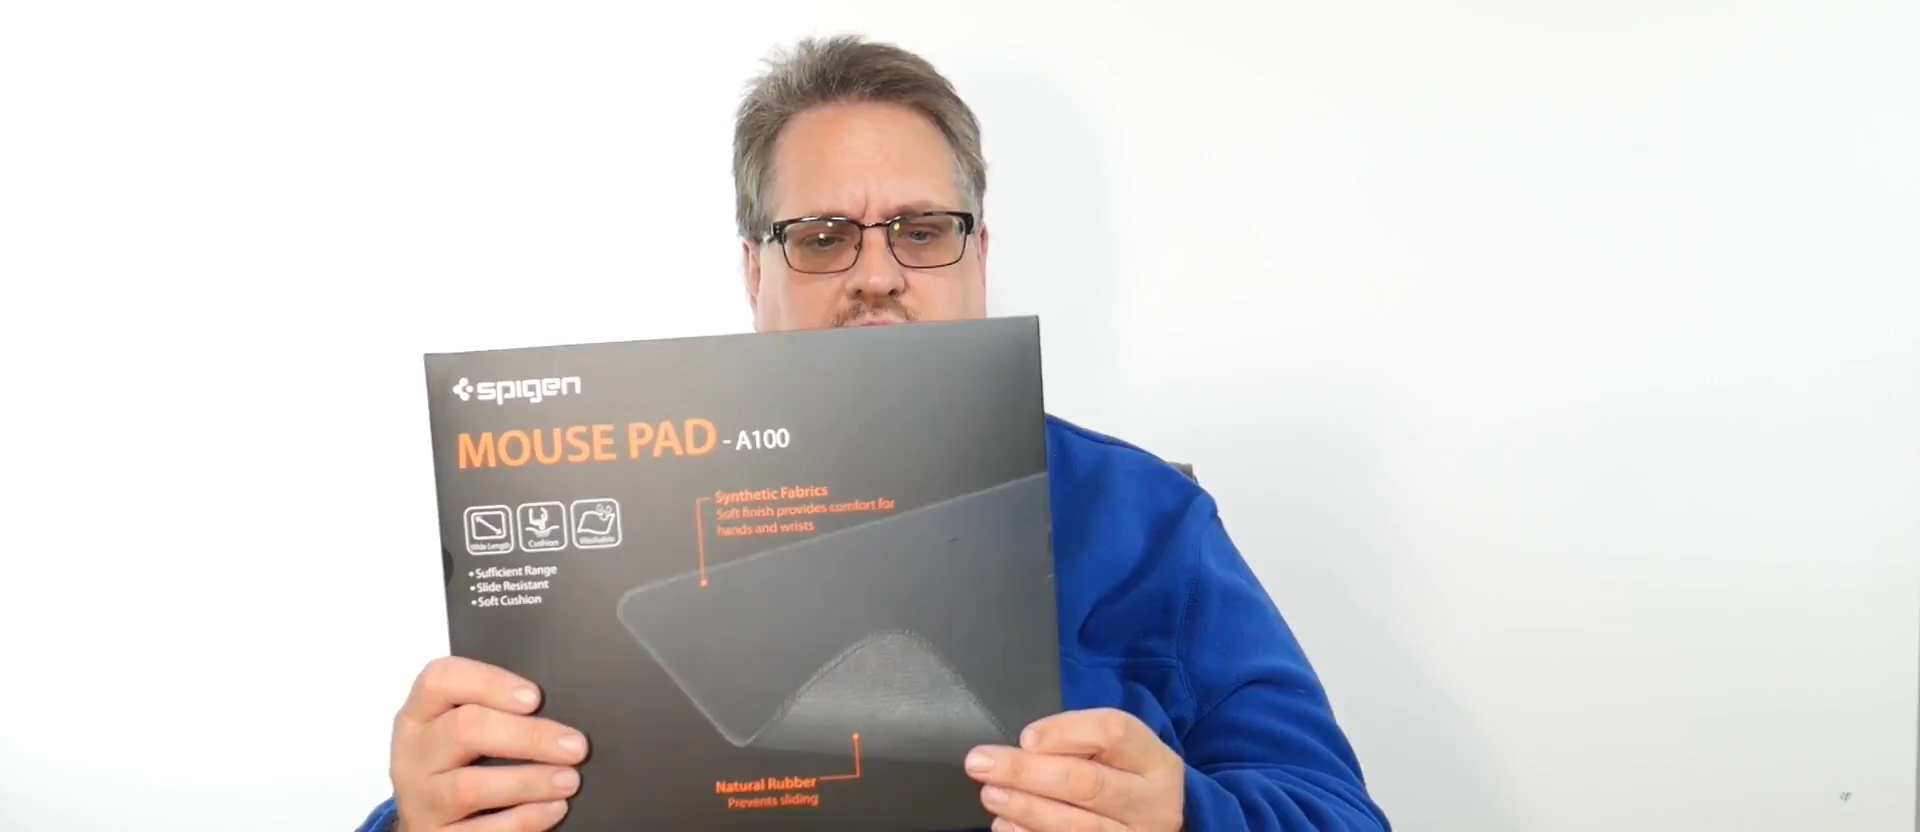 spigen
MOUSE PAD - A100
Wide Length
Cushion
Washable
• Sufficient Range
• Slide Resistant
• Soft Cushion
Synthetic Fabrics
Soft finish provides comfort for
hands and wrists
Natural Rubber
Prevents sliding